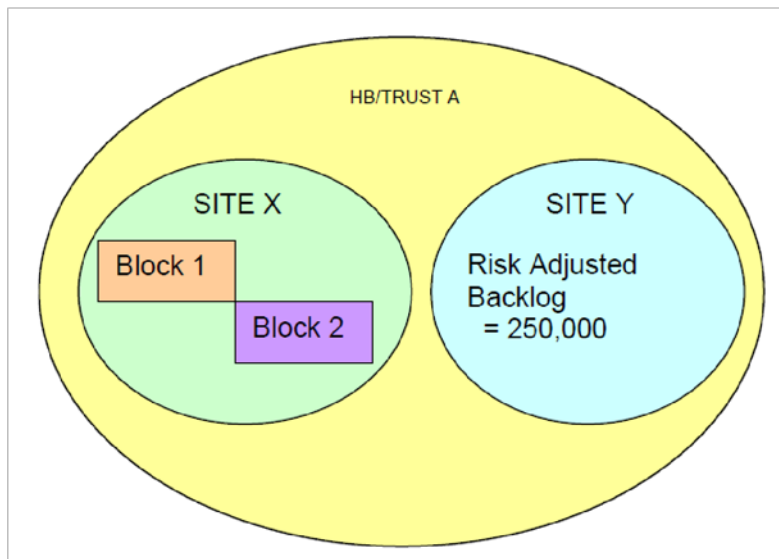 HB/TRUST A
SITE X
Block 1
Block 2
SITE Y
Risk Adjusted
Backlog
= 250,000